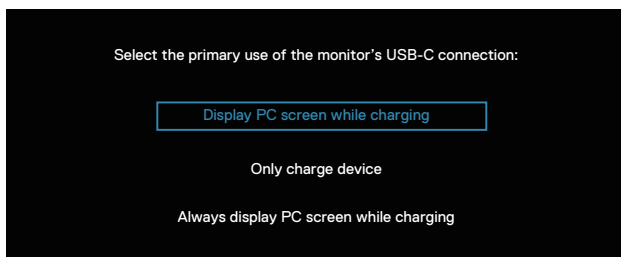 Select the primary use of the monitor’s USB-C connection:
Display PC screen while charging
Only charge device
Always display PC screen while charging